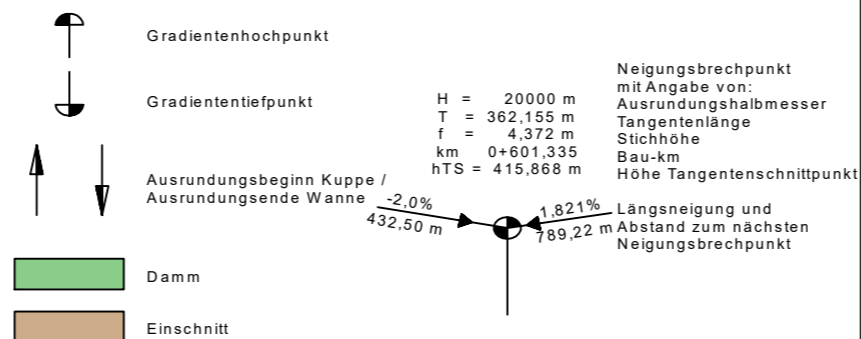 Gradientenhochpunkt
Gradiententiefpunkt
Ausrundungsbeginn Kuppe /
Ausrundungsende Wanne
Damm
Einschnitt
H = 20000 m
T = 362,155 m
f = 4,372 m
km 0+601,335
hTS = 415,868 m
-2,0%
432,50 m
1,821%
789,22 m
Neigungsbrechpunkt
mit Angabe von:
Ausrundungshalbmesser
Tangentenlänge
Stichhöhe
Bau-km
Höhe Tangentenschnittpunkt
Längsneigung und
Abstand zum nächsten
Neigungsbrechpunkt